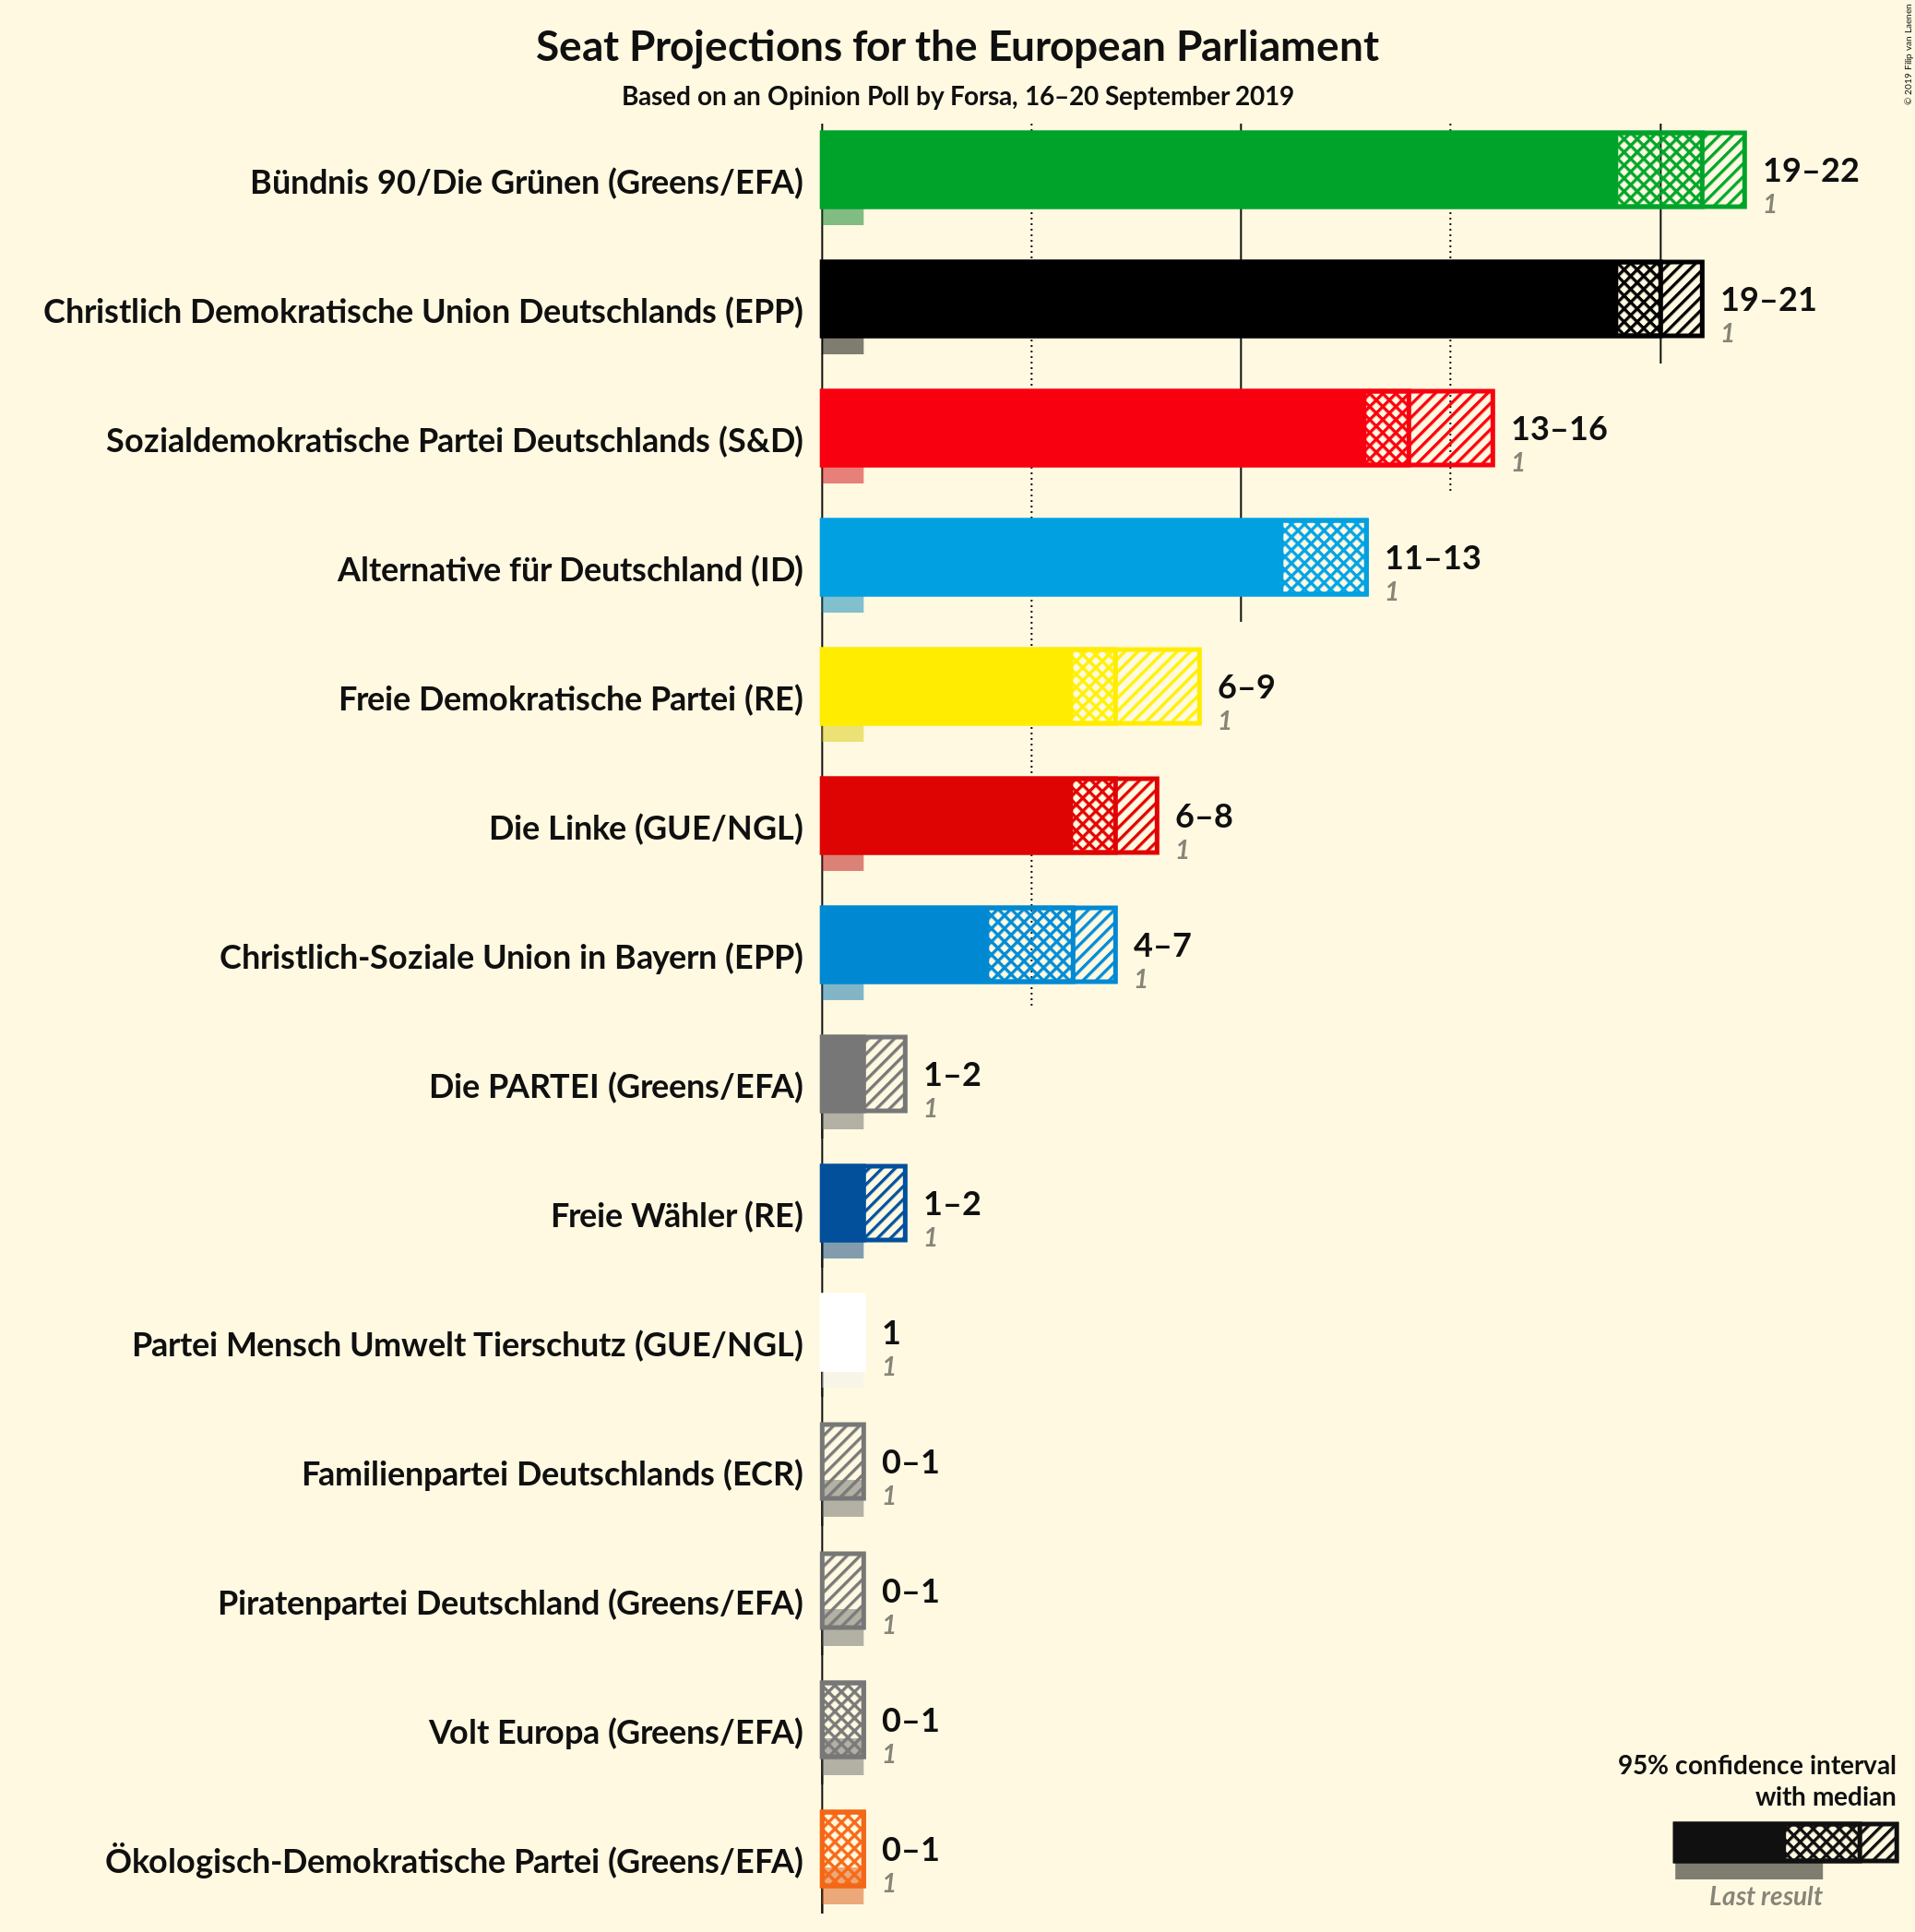 Seat Projections for the European Parliament
Based on an Opinion Poll by Forsa, 16–20 September 2019
© 2019 Filip van Laenen
Bündnis 90/Die Grünen (Greens/EFA)
19–22
1
Christlich Demokratische Union Deutschlands (EPP)
19–21
1
Sozialdemokratische Partei Deutschlands (S&D)
13–16
1
Alternative für Deutschland (ID)
11–13
1
Freie Demokratische Partei (RE)
6–9
1
Die Linke (GUE/NGL)
6–8
1
Christlich-Soziale Union in Bayern (EPP)
4–7
1
Die PARTEI (Greens/EFA)
1–2
1
Freie Wähler (RE)
1–2
1
Partei Mensch Umwelt Tierschutz (GUE/NGL)
1
1
Familienpartei Deutschlands (ECR)
0–1
1
Piratenpartei Deutschland (Greens/EFA)
0–1
1
Volt Europa (Greens/EFA)
0–1
1
Ökologisch-Demokratische Partei (Greens/EFA)
0–1
1
95% confidence interval
with median
Last result